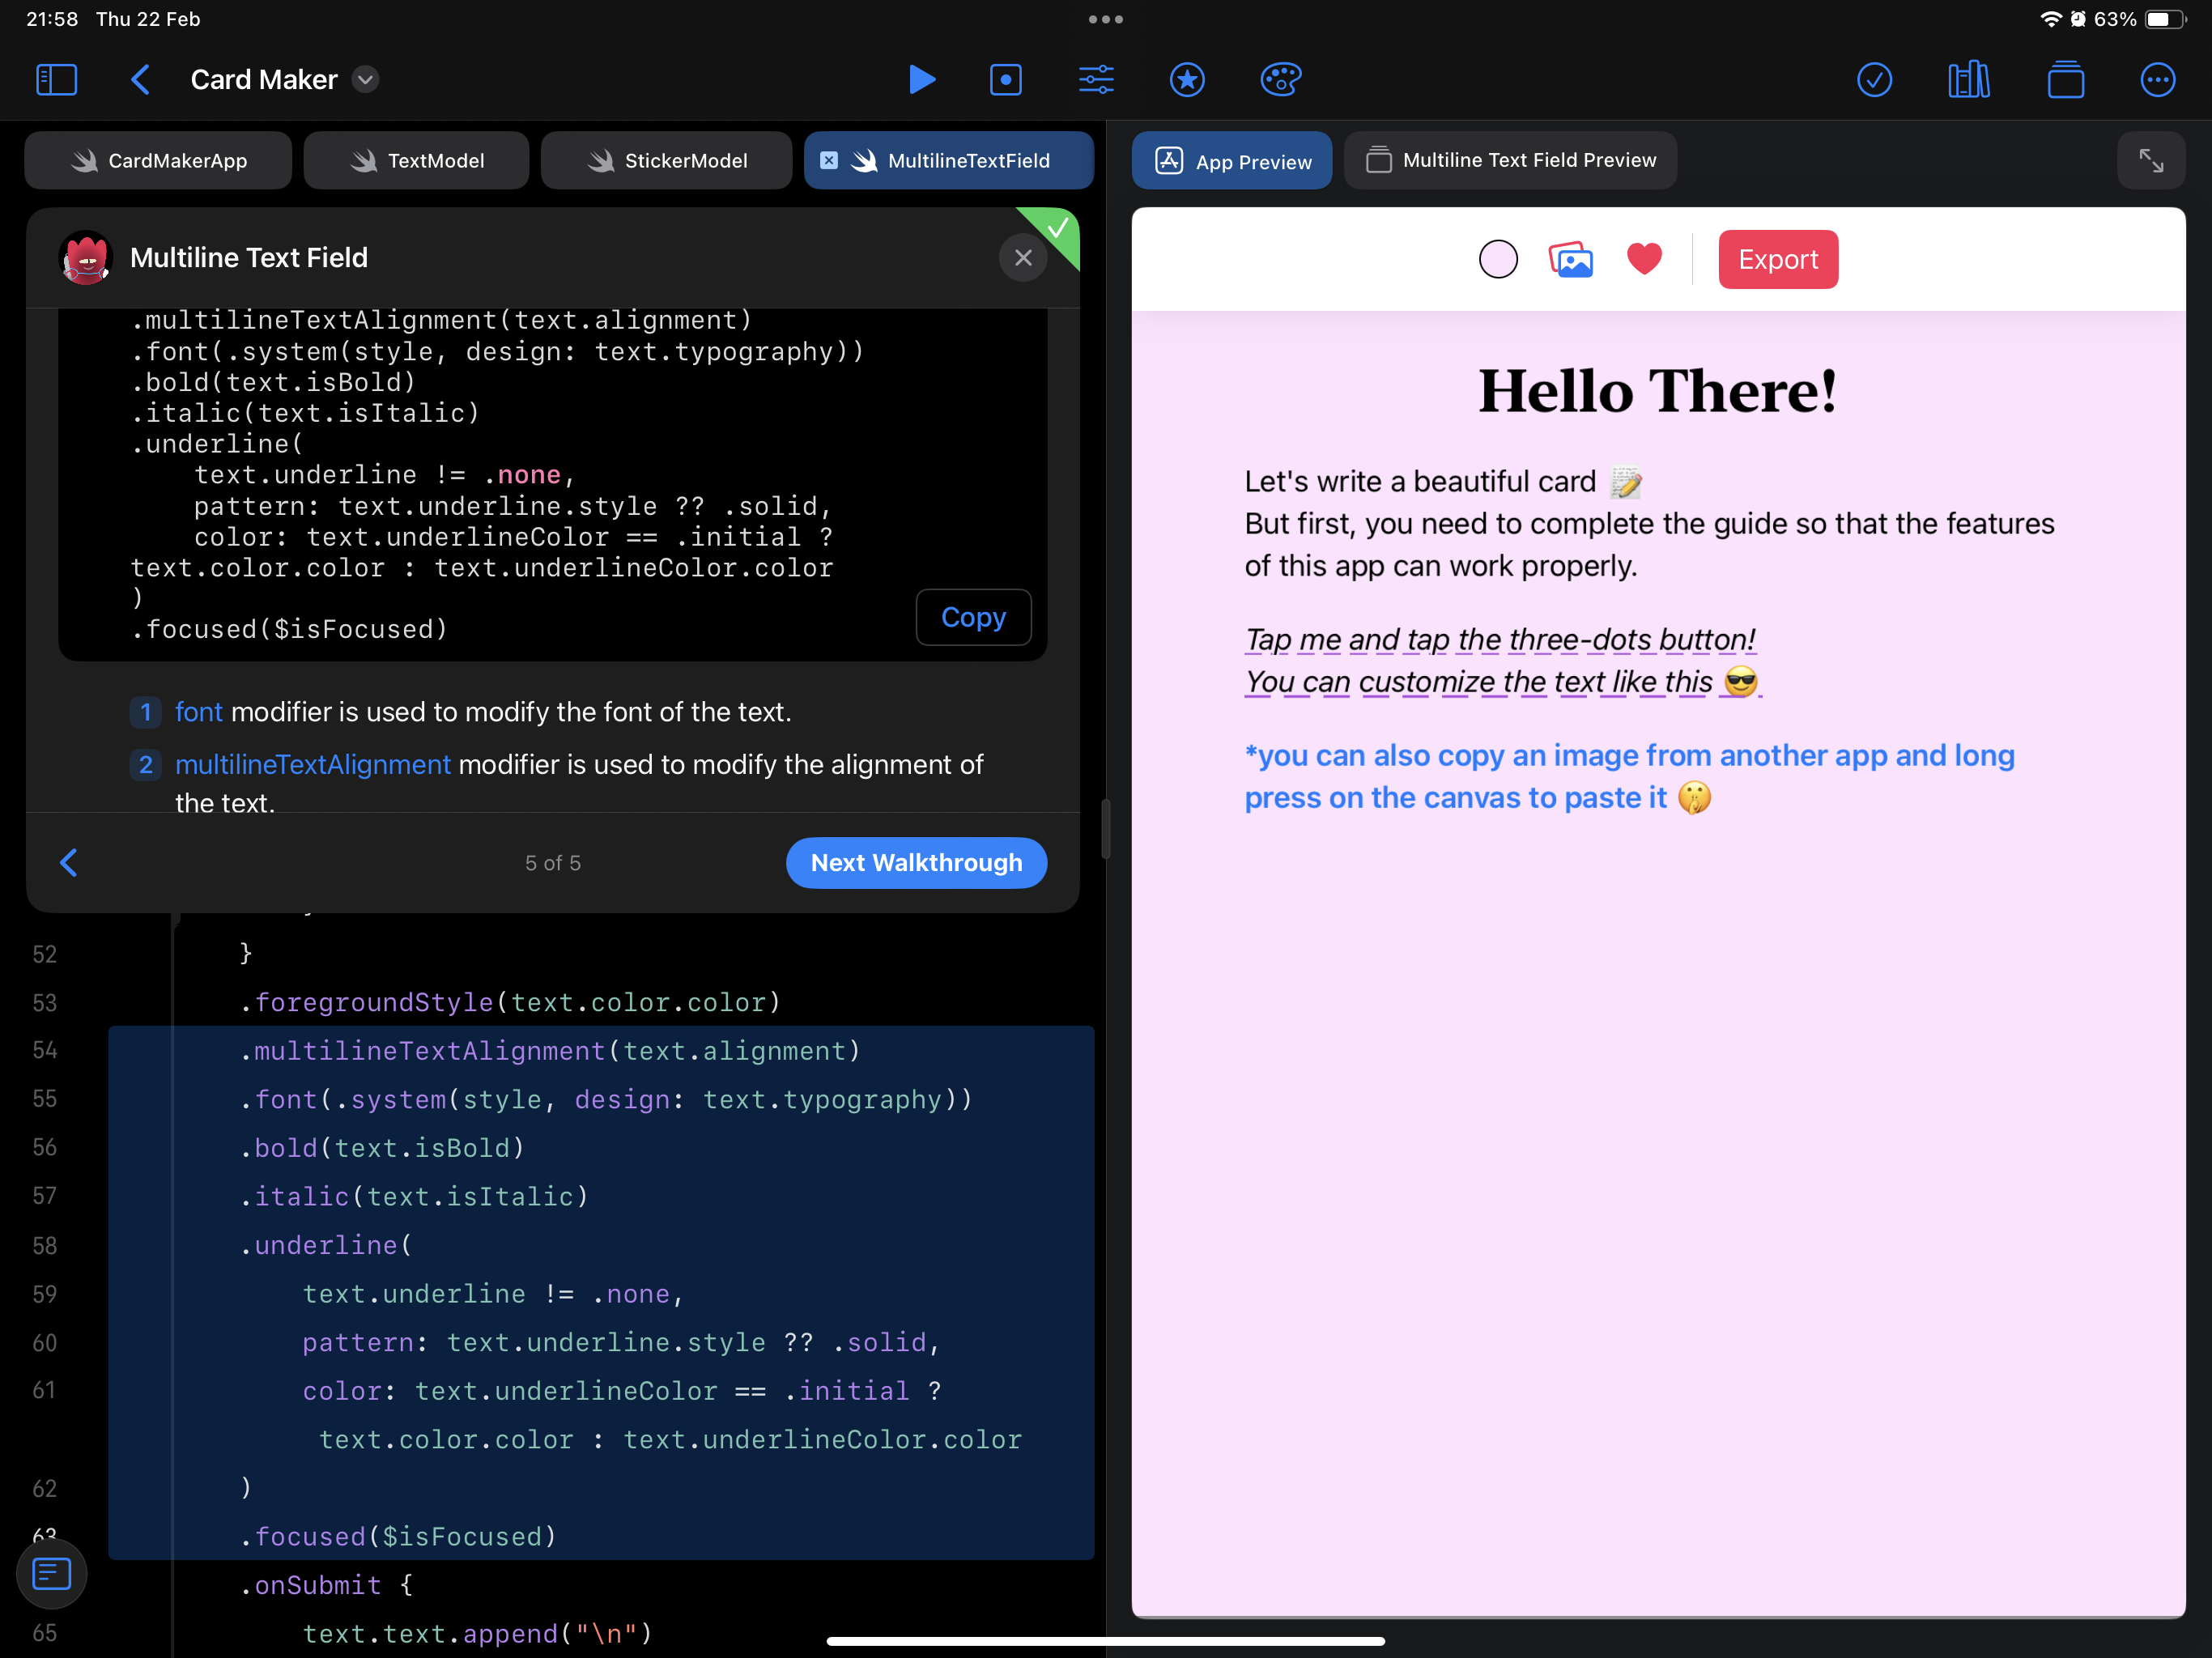 21:58 Thu 22 Feb
63%
Card Maker
CardMakerApp
TextModel
StickerModel
MultilineTextField
Multiline Text Field
.multilineTextAlignment(text.alignment)
.font(.system(style, design: text.typography))
.bold(text.isBold)
.italic(text.isItalic)
.underline(
text.underline != .none,
pattern: text.underline.style ?? .solid,
color: text.underlineColor == .initial ?
text.color.color : text.underlineColor.color
)
.focused($isFocused)
Copy
1 font modifier is used to modify the font of the text.
2 multilineTextAlignment modifier is used to modify the alignment of
the text.
5 of 5
Next Walkthrough
52 }
53 .foregroundStyle(text.color.color)
54 .multilineTextAlignment(text.alignment)
55 .font(.system(style, design: text.typography))
56 .bold(text.isBold)
57 .italic(text.isItalic)
58 .underline(
59 text.underline != .none,
60 pattern: text.underline.style ?? .solid,
61 color: text.underlineColor == .initial ?
text.color.color : text.underlineColor.color
62 )
63 .focused($isFocused)
.onSubmit {
65 text.text.append("\n")
App Preview
Multiline Text Field Preview
Export
Hello There!
Let's write a beautiful card 📝
But first, you need to complete the guide so that the features
of this app can work properly.
Tap me and tap the three-dots button!
You can customize the text like this 😎
*you can also copy an image from another app and long
press on the canvas to paste it 🤫